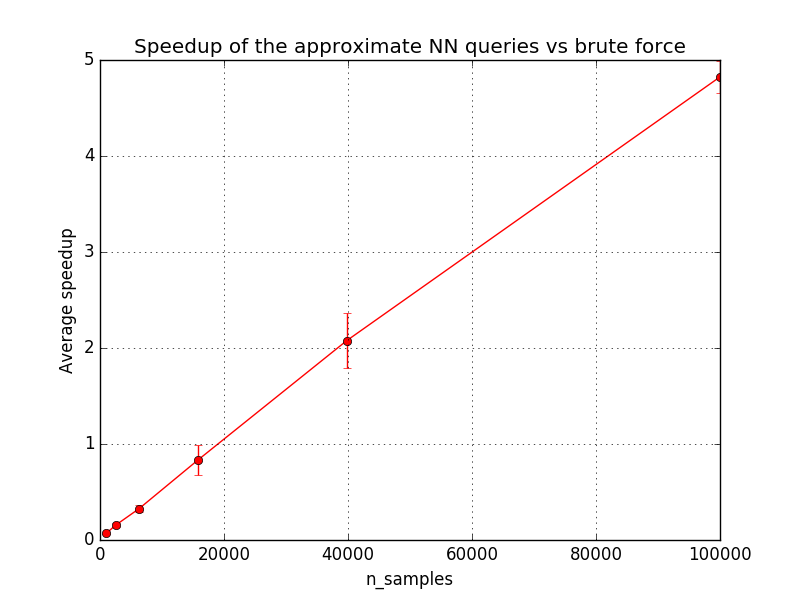 Speedup of the approximate NN queries vs brute force
5
4
3
2
1
0
Average speedup
0 20000 40000 60000 80000 100000
n_samples